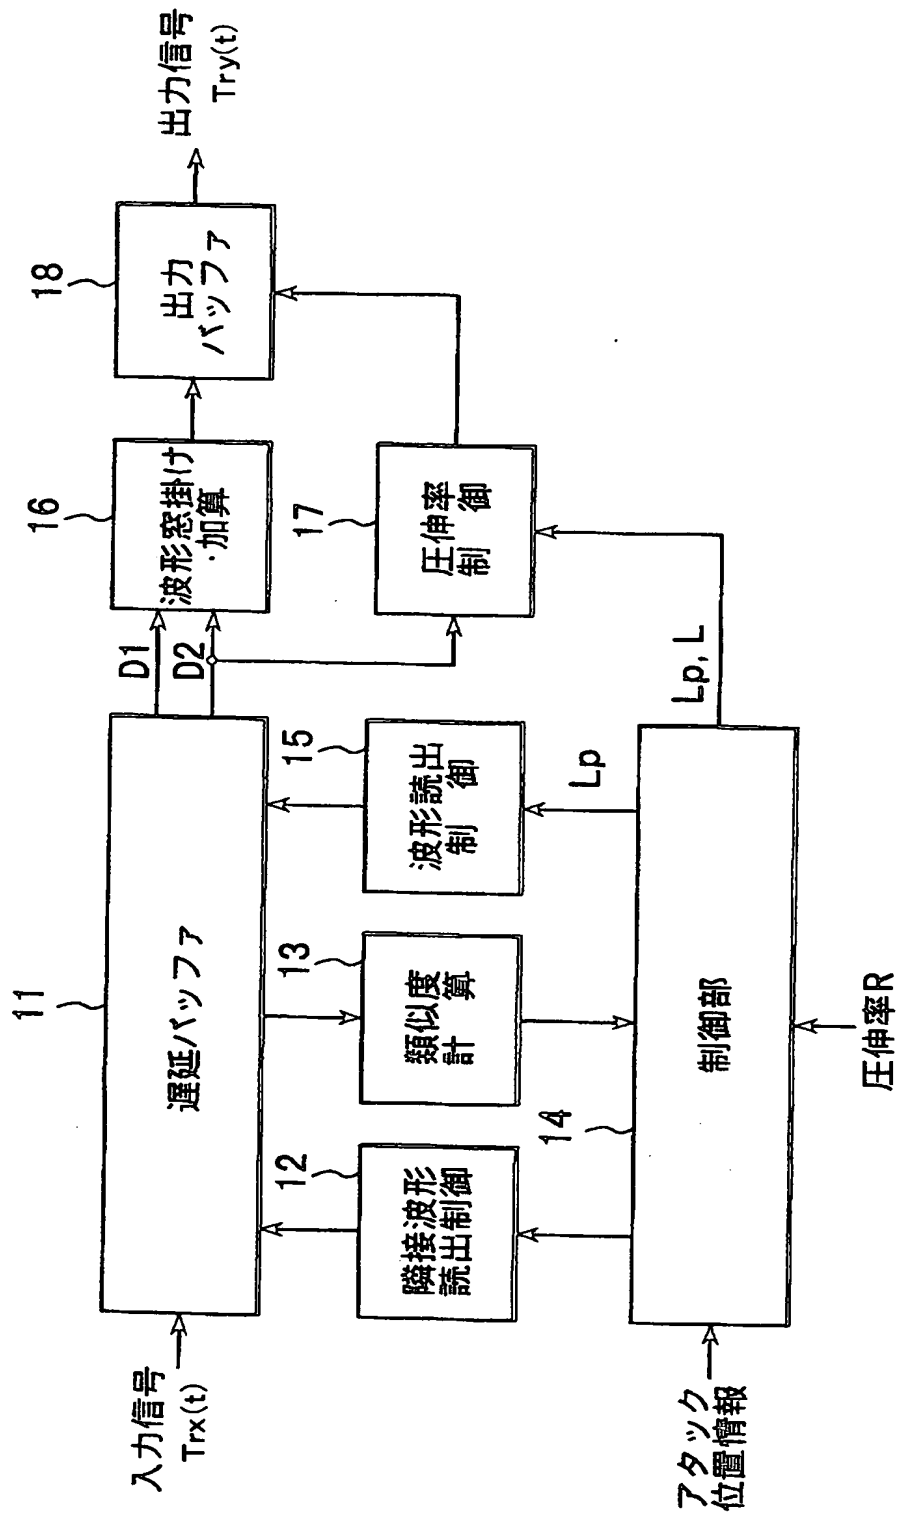 入力信号
Trx(t)
11
遅延バッファ
D1
D2
16
波形窓掛け
・加算
18
出力
バッファ
出力信号
Try(t)
12
隣接波形
読出制御
13
類似度
計 算
15
波形読出
制 御
Lp
17
圧伸率
制 御
14
制御部
Lp, L
アタック
位置情報
圧伸率R